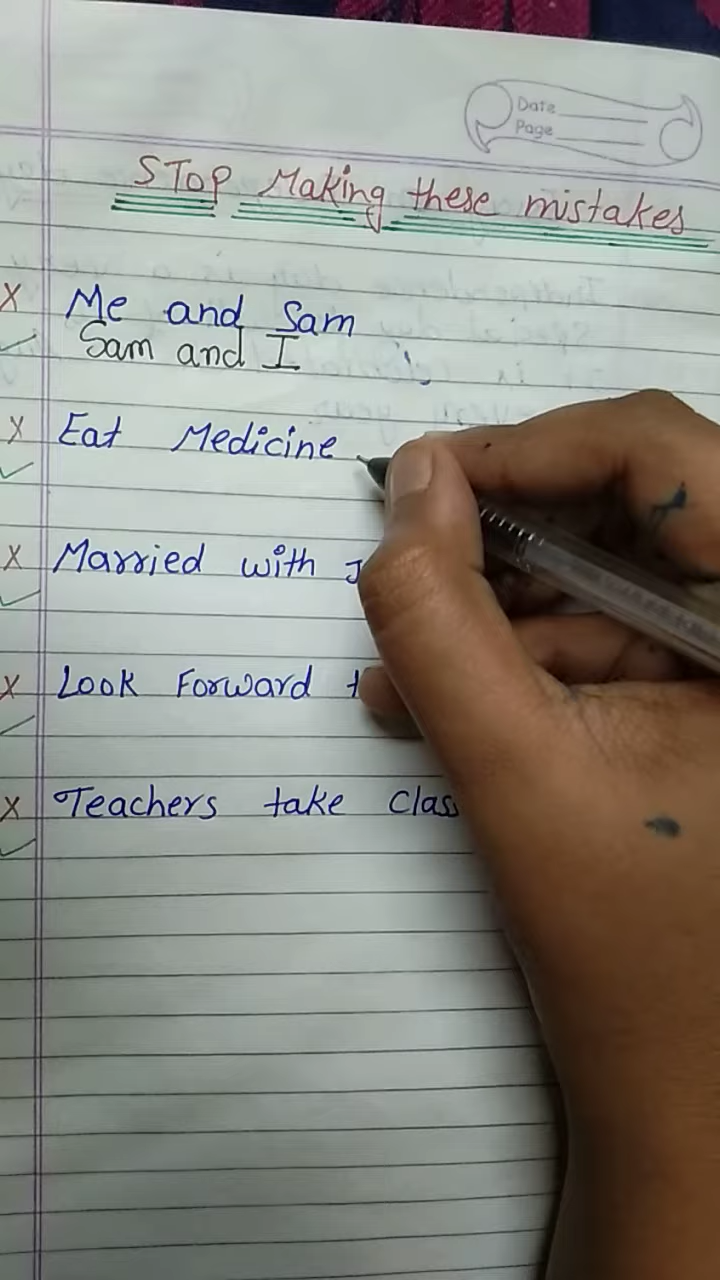 Date
Page
STOP Making these mistakes
X Me and Sam
✓ Sam and I
X Eat Medicine
✓
X Married with
✓
X Look Forward
✓
X Teachers take Class
✓